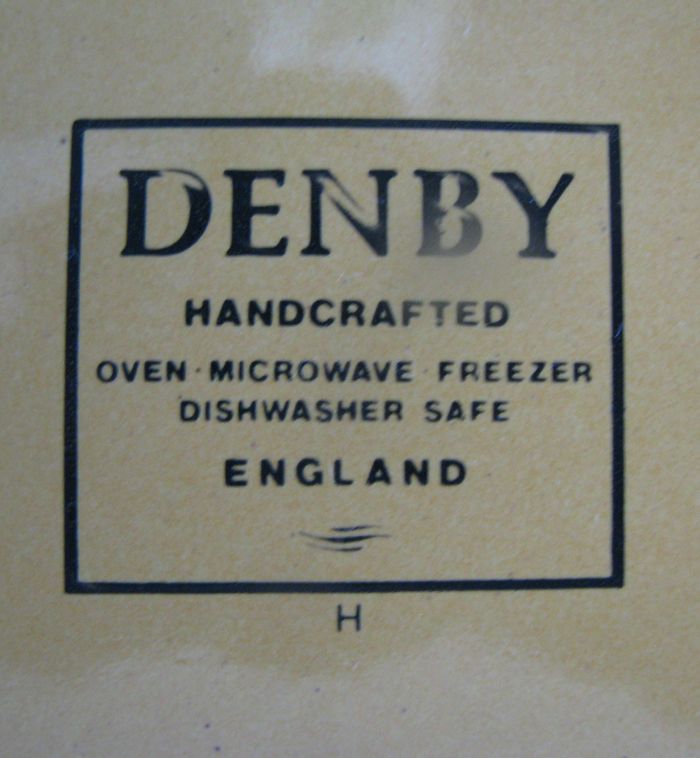 DENBY
HANDCRAFTED
OVEN · MICROWAVE · FREEZER
DISHWASHER SAFE
ENGLAND
H